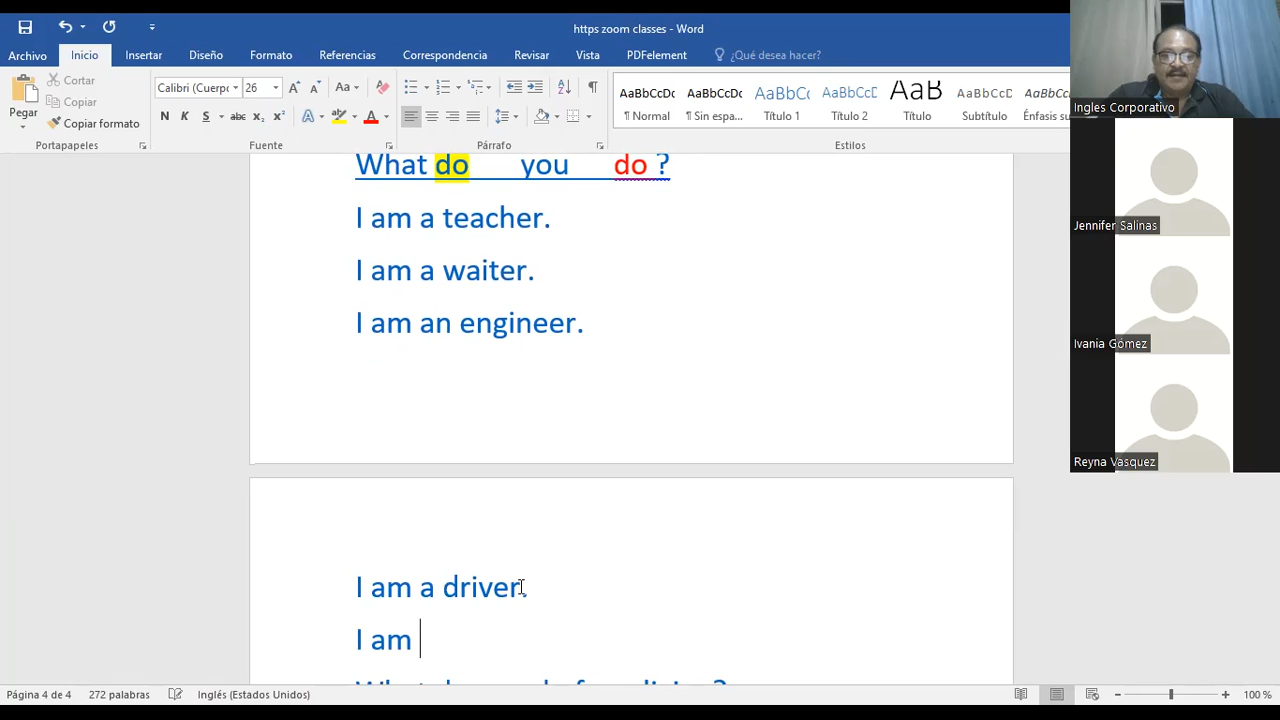 https zoom classes - Word
Archivo Inicio Insertar Diseño Formato Referencias Correspondencia Revisar Vista PDFelement ¿Qué desea hacer?
Pegar
Cortar
Copiar
Copiar formato
Portapapeles
Calibri (Cuerpo 26
Fuente
Párrafo
AaBbCcDc AaBbCcDc AaBbCc AaBbCcD AaB AaBbCcD
¶ Normal ¶ Sin espa... Título 1 Título 2 Título Subtítulo Énfasis su
Estilos
Ingles Corporativo
Jennifer Salinas
Ivania Gómez
Reyna Vasquez
What do you do ?
I am a teacher.
I am a waiter.
I am an engineer.
I am a driver.
I am
Página 4 de 4 272 palabras Inglés (Estados Unidos) 100 %